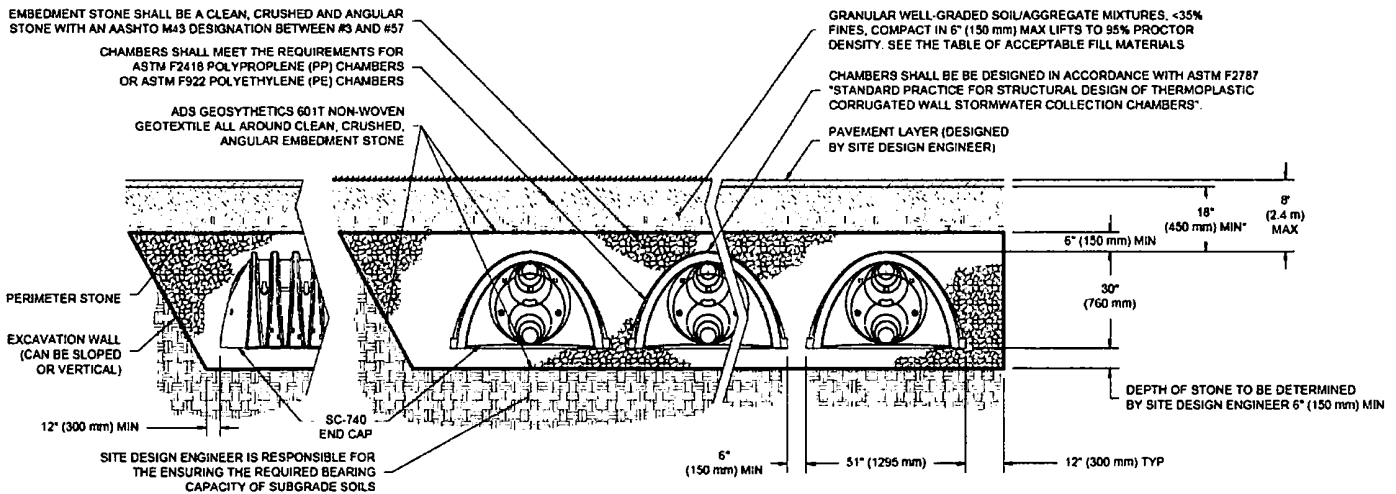 EMBEDMENT STONE SHALL BE A CLEAN, CRUSHED AND ANGULAR
STONE WITH AN AASHTO M43 DESIGNATION BETWEEN #3 AND #57
CHAMBERS SHALL MEET THE REQUIREMENTS FOR
ASTM F2418 POLYPROPLENE (PP) CHAMBERS
OR ASTM F922 POLYETHYLENE (PE) CHAMBERS
ADS GEOSYTHETICS 601T NON-WOVEN
GEOTEXTILE ALL AROUND CLEAN, CRUSHED,
ANGULAR EMBEDMENT STONE
GRANULAR WELL-GRADED SOIL/AGGREGATE MIXTURES, <35%
FINES, COMPACT IN 6" (150 mm) MAX LIFTS TO 95% PROCTOR
DENSITY. SEE THE TABLE OF ACCEPTABLE FILL MATERIALS
CHAMBERS SHALL BE BE DESIGNED IN ACCORDANCE WITH ASTM F2787
"STANDARD PRACTICE FOR STRUCTURAL DESIGN OF THERMOPLASTIC
CORRUGATED WALL STORMWATER COLLECTION CHAMBERS".
PAVEMENT LAYER (DESIGNED
BY SITE DESIGN ENGINEER)
8'
(2.4 m)
MAX
18"
(450 mm) MIN*
6" (150 mm) MIN
30"
(760 mm)
PERIMETER STONE
EXCAVATION WALL
(CAN BE SLOPED
OR VERTICAL)
DEPTH OF STONE TO BE DETERMINED
BY SITE DESIGN ENGINEER 6" (150 mm) MIN
12" (300 mm) MIN
SC-740
END CAP
SITE DESIGN ENGINEER IS RESPONSIBLE FOR
THE ENSURING THE REQUIRED BEARING
CAPACITY OF SUBGRADE SOILS
6"
(150 mm) MIN
51" (1295 mm)
12" (300 mm) TYP